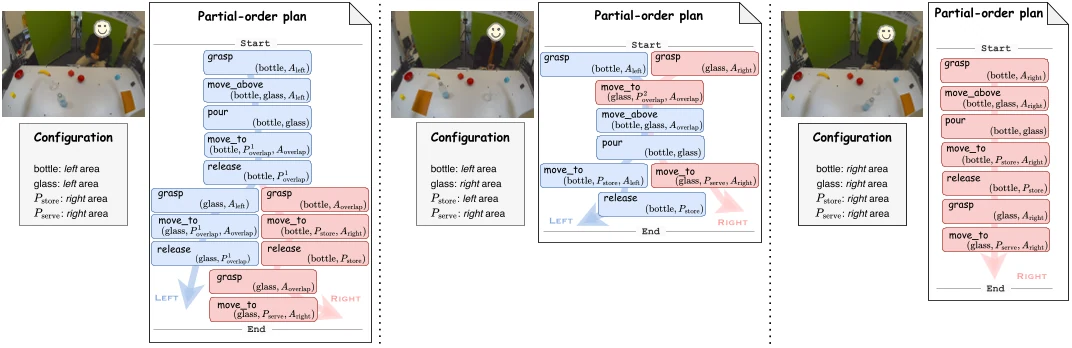 Partial-order plan
Start
grasp
(bottle, A_left)
move_above
(bottle, glass, A_left)
pour
(bottle, glass)
move_to
(bottle, P^1_overlap, A_overlap)
release
(bottle, P^1_overlap)
grasp
(glass, A_left)
grasp
(bottle, A_overlap)
move_to
(glass, P^1_overlap, A_overlap)
move_to
(bottle, P_store, A_right)
release
(glass, P^1_overlap)
release
(bottle, P_store)
grasp
(glass, A_overlap)
move_to
(glass, P_serve, A_right)
LEFT
RIGHT
End
Configuration
bottle: left area
glass: left area
P_store: right area
P_serve: right area
Partial-order plan
Start
grasp
(bottle, A_left)
grasp
(glass, A_right)
move_to
(glass, P^2_overlap, A_overlap)
move_above
(bottle, glass, A_overlap)
pour
(bottle, glass)
move_to
(bottle, P_store, A_left)
move_to
(glass, P_serve, A_right)
release
(bottle, P_store)
LEFT
RIGHT
End
Configuration
bottle: left area
glass: right area
P_store: left area
P_serve: right area
Partial-order plan
Start
grasp
(bottle, A_right)
move_above
(bottle, glass, A_right)
pour
(bottle, glass)
move_to
(bottle, P_store, A_right)
release
(bottle, P_store)
grasp
(glass, A_right)
move_to
(glass, P_serve, A_right)
RIGHT
End
Configuration
bottle: right area
glass: right area
P_store: right area
P_serve: right area